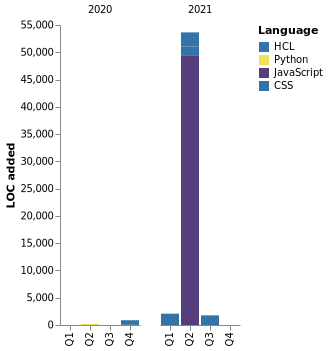 2020
2021
Language
HCL
Python
JavaScript
CSS
LOC added
55,000
50,000
45,000
40,000
35,000
30,000
25,000
20,000
15,000
10,000
5,000
0
Q1 Q2 Q3 Q4 Q1 Q2 Q3 Q4